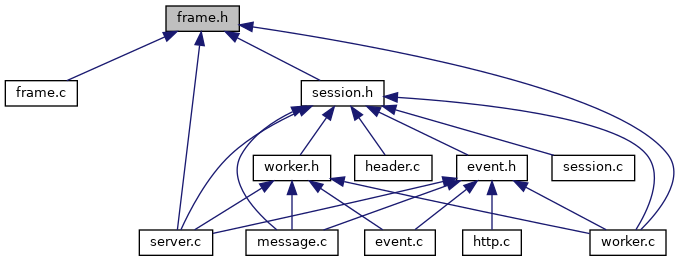 frame.h
frame.c
session.h
worker.h
header.c
event.h
session.c
server.c
message.c
event.c
http.c
worker.c